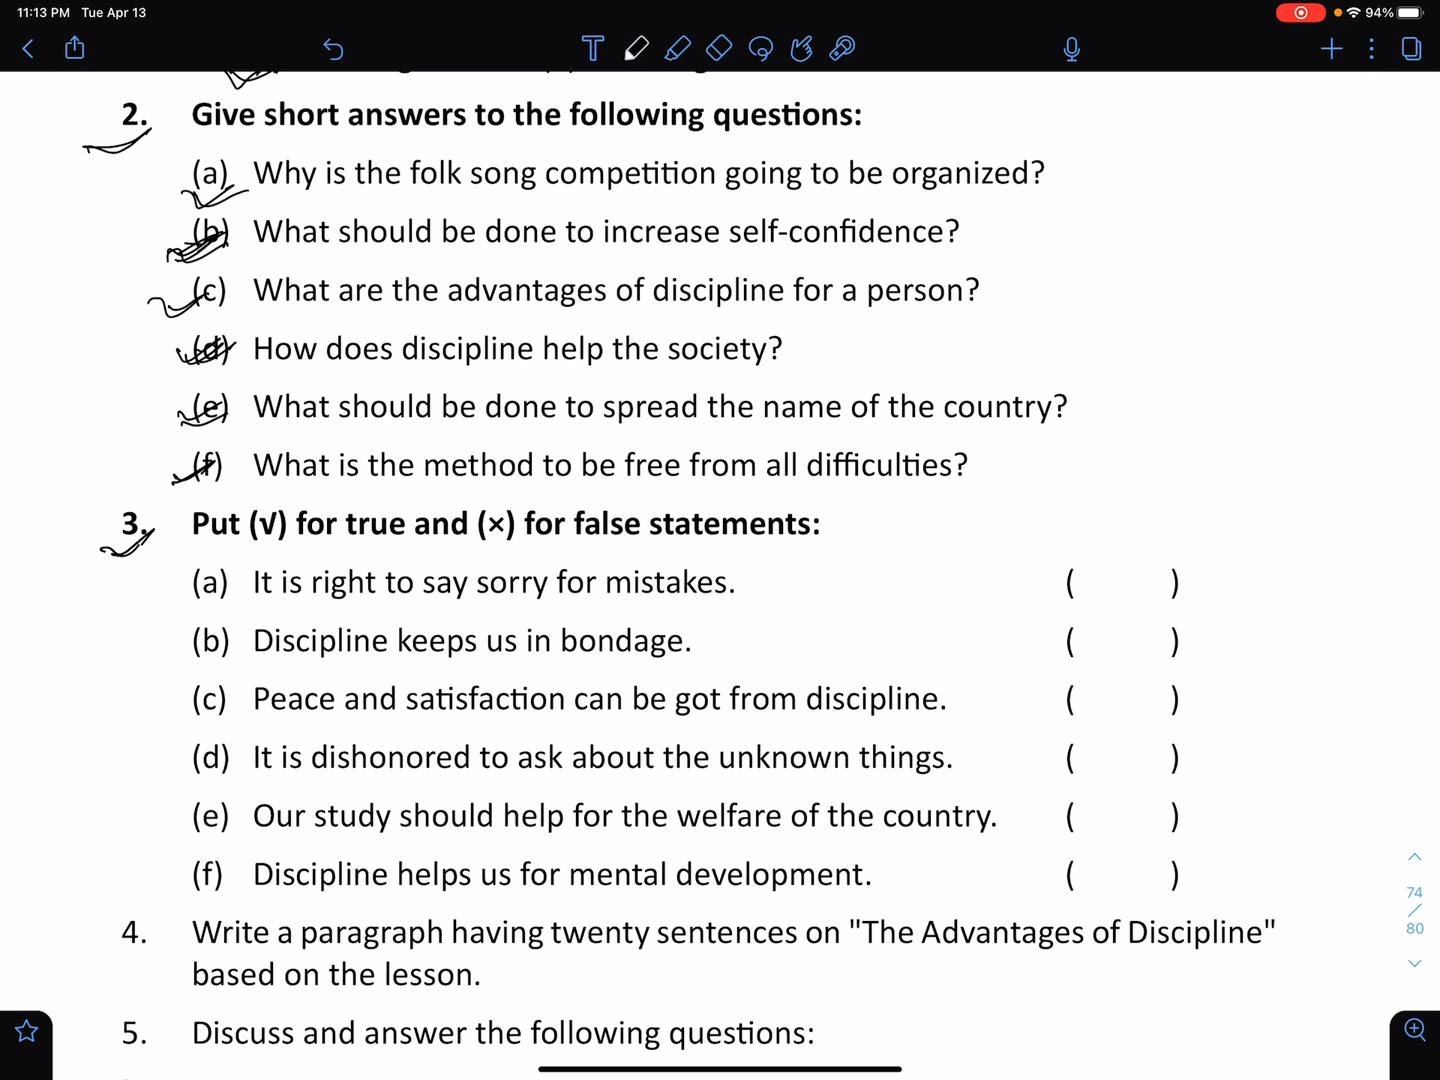 11:13 PM Tue Apr 13
94%
2. Give short answers to the following questions:
(a) Why is the folk song competition going to be organized?
(b) What should be done to increase self-confidence?
(c) What are the advantages of discipline for a person?
(d) How does discipline help the society?
(e) What should be done to spread the name of the country?
(f) What is the method to be free from all difficulties?
3. Put (√) for true and (×) for false statements:
(a) It is right to say sorry for mistakes. ( )
(b) Discipline keeps us in bondage. ( )
(c) Peace and satisfaction can be got from discipline. ( )
(d) It is dishonored to ask about the unknown things. ( )
(e) Our study should help for the welfare of the country. ( )
(f) Discipline helps us for mental development. ( )
74
/
80
4. Write a paragraph having twenty sentences on "The Advantages of Discipline"
based on the lesson.
5. Discuss and answer the following questions: